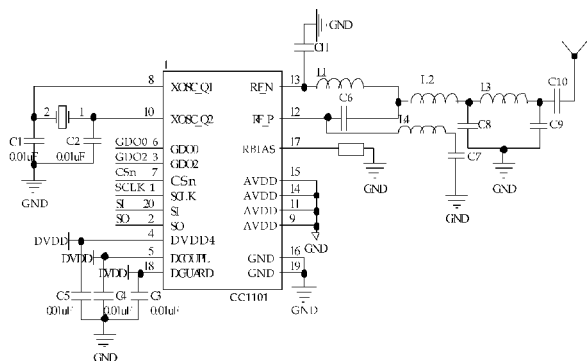 GND
C11
1
8 XOSC_Q1 RF_N 13 L1
L2 L3 C10
2 1 10 XOSC_Q2 RF_P 12 C6 L4
C8 C9
C1 C2
0.01uF 0.01uF
GDO0 6 GDO0 RBIAS 17
GDO2 3 GDO2 C7
CSn 7 CSn AVDD 15
SCLK 1 SCLK AVDD 14
SI 20 SI AVDD 11
SO 2 SO AVDD 9
GND GND GND GND
DVDD 4 DVDD4 GND
DVDD 5 DCOUPL GND 16
DVDD 18 DGUARD GND 19
CC1101
C5 C4 C3
0.01uF 0.01uF 0.01uF
GND
GND